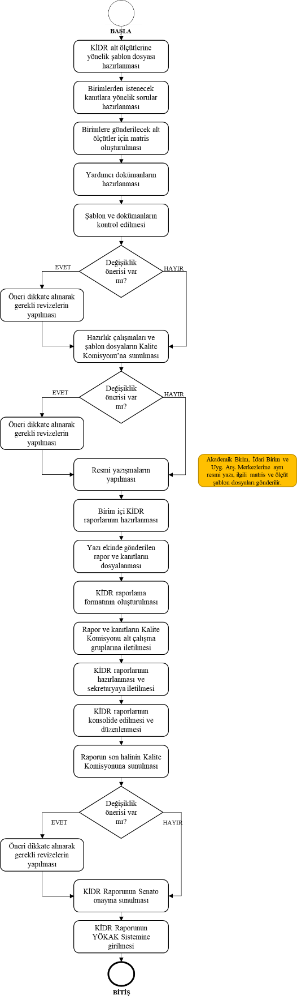 BAŞLA
KİDR alt ölçütlerine
yönelik şablon dosyası
hazırlanması
Birimlerden istenecek
kanıtlara yönelik sorular
hazırlanması
Birimlere gönderilecek alt
ölçütler için matris
oluşturulması
Yardımcı dokümanların
hazırlanması
Şablon ve dokümanların
kontrol edilmesi
Değişiklik
önerisi var
mı?
EVET
HAYIR
Öneri dikkate alınarak
gerekli revizelerin
yapılması
Hazırlık çalışmaları ve
şablon dosyaların Kalite
Komisyonu’na sunulması
Değişiklik
önerisi var
mı?
EVET
HAYIR
Öneri dikkate alınarak
gerekli revizelerin
yapılması
Resmi yazışmaların
yapılması
Akademik Birim, İdari Birim ve
Uyg. Arş. Merkezlerine ayrı
resmi yazı, ilgili matris ve ölçüt
şablon dosyaları gönderilir.
Birim içi KİDR
raporlarının hazırlanması
Yazı ekinde gönderilen
rapor ve kanıtların
dosyalanması
KİDR raporlama
formatının oluşturulması
Rapor ve kanıtların Kalite
Komisyonu alt çalışma
gruplarına iletilmesi
KİDR raporlarının
hazırlanması ve
sekretaryaya iletilmesi
KİDR raporlarının
konsolide edilmesi ve
düzenlenmesi
Raporun son halinin Kalite
Komisyonuna sunulması
Değişiklik
önerisi var
mı?
EVET
HAYIR
Öneri dikkate alınarak
gerekli revizelerin
yapılması
KİDR Raporunun Senato
onayına sunulması
KİDR Raporunun
YÖKAK Sistemine
girilmesi
BİTİŞ